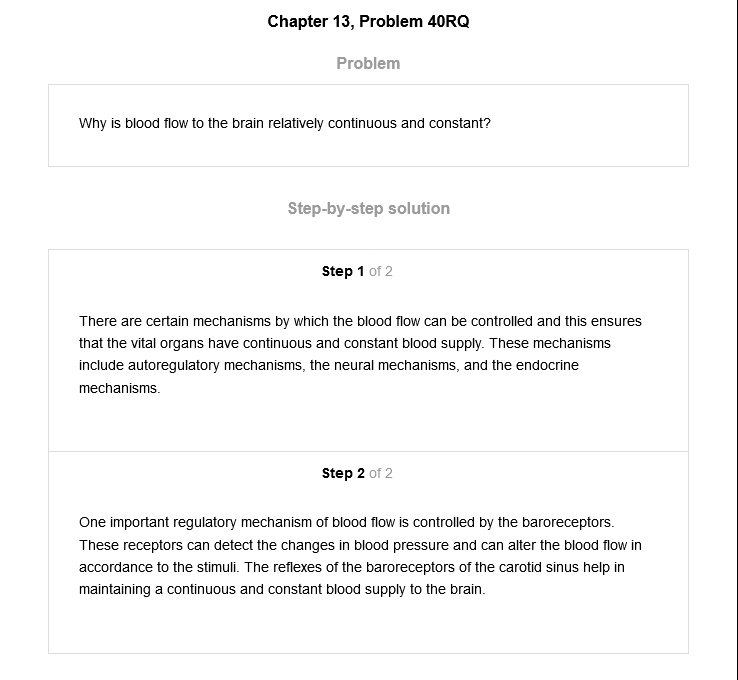 Chapter 13, Problem 40RQ
Problem
Why is blood flow to the brain relatively continuous and constant?
Step-by-step solution
Step 1 of 2
There are certain mechanisms by which the blood flow can be controlled and this ensures
that the vital organs have continuous and constant blood supply. These mechanisms
include autoregulatory mechanisms, the neural mechanisms, and the endocrine
mechanisms.
Step 2 of 2
One important regulatory mechanism of blood flow is controlled by the baroreceptors.
These receptors can detect the changes in blood pressure and can alter the blood flow in
accordance to the stimuli. The reflexes of the baroreceptors of the carotid sinus help in
maintaining a continuous and constant blood supply to the brain.